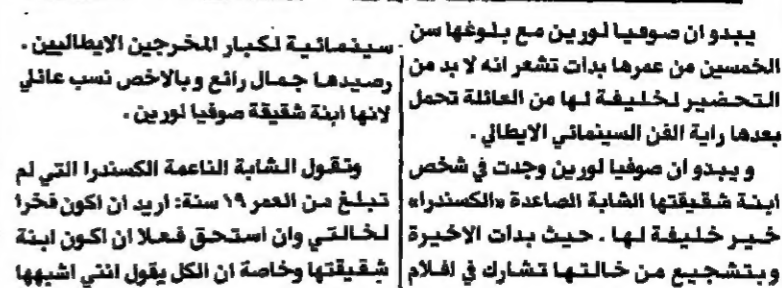 يبدو ان صوفيا لورين مع بلوغها سن
الخمسين من عمرها بدات تشعر انه لا بد من
التحضير لخليفة لها من العائلة تحمل
بعدها راية الفن السينمائي الايطالي .
و يبدو ان صوفيا لورين وجدت في شخص
ابنة شقيقتها الشابة الصاعدة «الكسندرا»
خير خليفة لها . حيث بدات الاخيرة
وبتشجيع من خالتها تشارك في افلام
سينمائية لكبار المخرجين الايطاليين .
رصيدها جمال رائع وبالاخص نسب عائلي
لانها ابنة شقيقة صوفيا لورين .
وتقول الشابة الناعمة الكسندرا التي لم
تبلغ من العمر ١٩ سنة: اريد ان اكون فخرا
لخالتي وان استحق فعلا ان اكون ابنة
شقيقتها وخاصة ان الكل يقول انني اشبهها